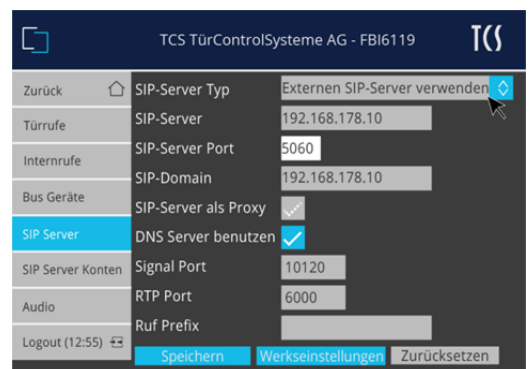 TCS TürControlSysteme AG - FBI6119
TCS
Zurück
Türrufe
Internrufe
Bus Geräte
SIP Server
SIP Server Konten
Audio
Logout (12:55)
SIP-Server Typ Externen SIP-Server verwenden
SIP-Server 192.168.178.10
SIP-Server Port 5060
SIP-Domain 192.168.178.10
SIP-Server als Proxy
DNS Server benutzen
Signal Port 10120
RTP Port 6000
Ruf Prefix
Speichern Werkseinstellungen Zurücksetzen